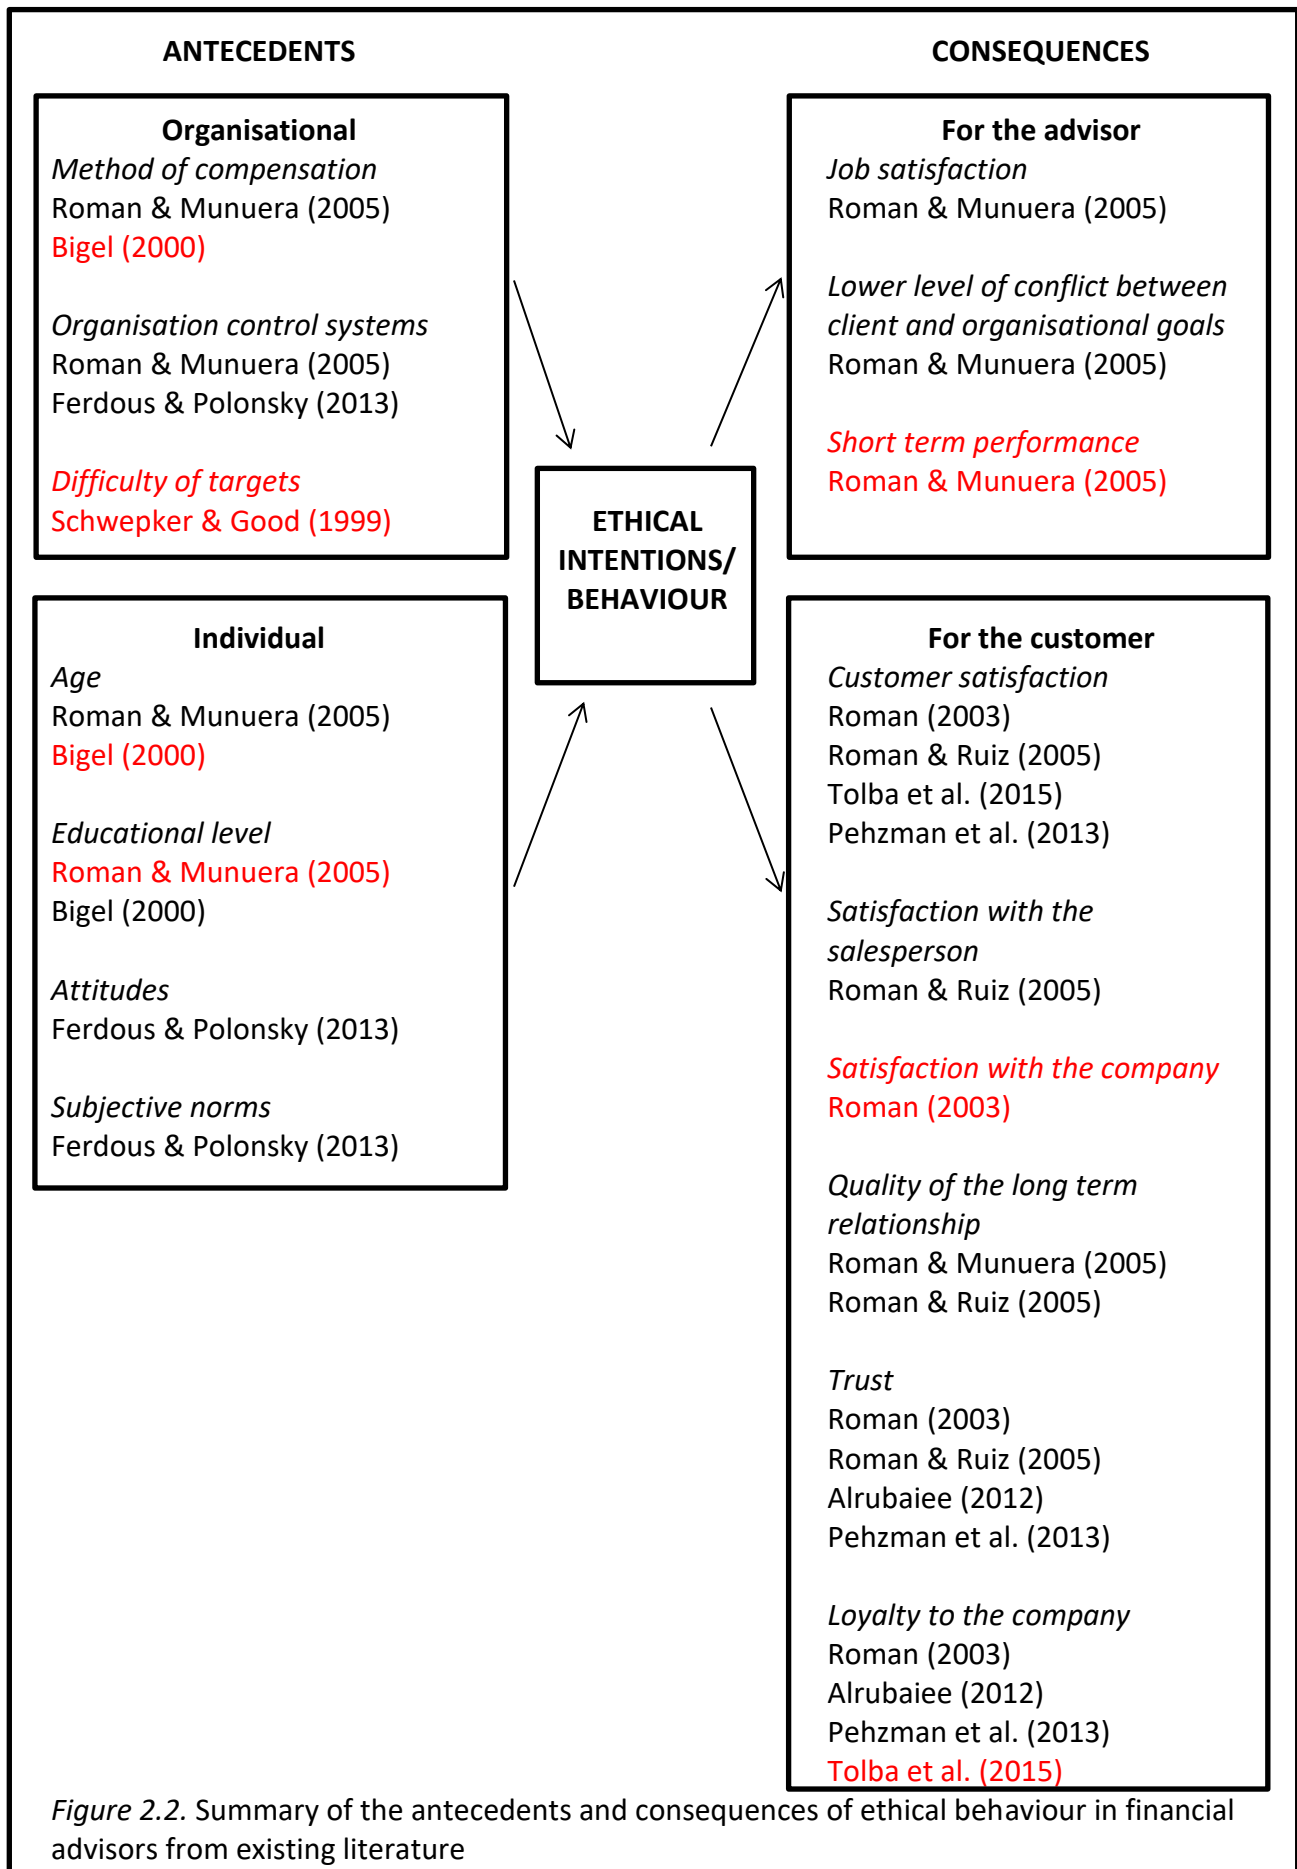 ANTECEDENTS
Organisational
Method of compensation
Roman & Munuera (2005)
Bigel (2000)
Organisation control systems
Roman & Munuera (2005)
Ferdous & Polonsky (2013)
Difficulty of targets
Schwepker & Good (1999)
Individual
Age
Roman & Munuera (2005)
Bigel (2000)
Educational level
Roman & Munuera (2005)
Bigel (2000)
Attitudes
Ferdous & Polonsky (2013)
Subjective norms
Ferdous & Polonsky (2013)
ETHICAL
INTENTIONS/
BEHAVIOUR
CONSEQUENCES
For the advisor
Job satisfaction
Roman & Munuera (2005)
Lower level of conflict between
client and organisational goals
Roman & Munuera (2005)
Short term performance
Roman & Munuera (2005)
For the customer
Customer satisfaction
Roman (2003)
Roman & Ruiz (2005)
Tolba et al. (2015)
Pehzman et al. (2013)
Satisfaction with the
salesperson
Roman & Ruiz (2005)
Satisfaction with the company
Roman (2003)
Quality of the long term
relationship
Roman & Munuera (2005)
Roman & Ruiz (2005)
Trust
Roman (2003)
Roman & Ruiz (2005)
Alrubaiee (2012)
Pehzman et al. (2013)
Loyalty to the company
Roman (2003)
Alrubaiee (2012)
Pehzman et al. (2013)
Tolba et al. (2015)
Figure 2.2. Summary of the antecedents and consequences of ethical behaviour in financial
advisors from existing literature